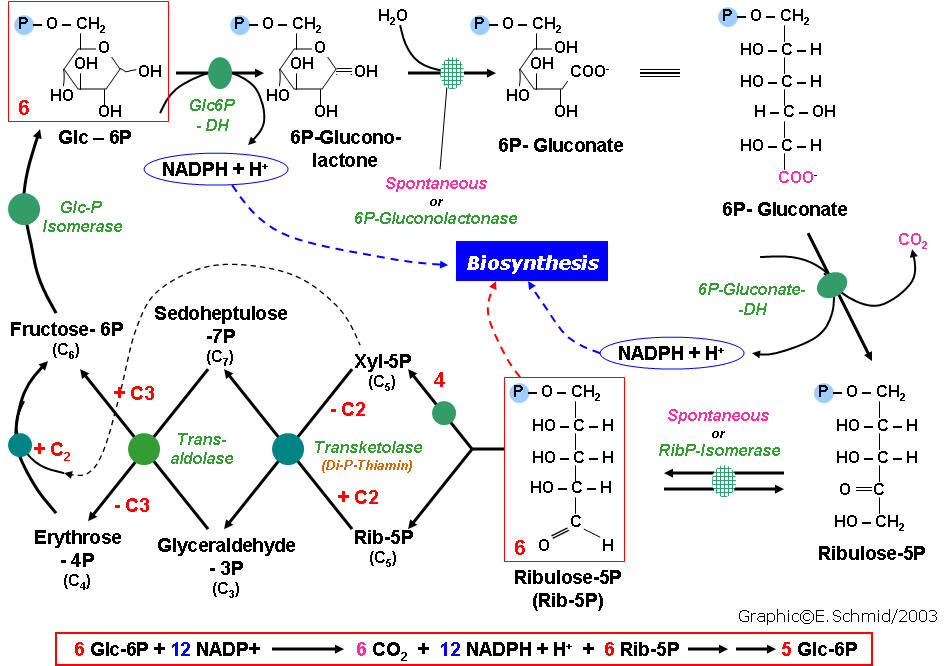 P – O – CH₂
O
OH
OH
HO
OH
6
Glc – 6P
Glc6P
- DH
P – O – CH₂
O
OH
OH
HO
OH
6P-Glucono-
lactone
NADPH + H⁺
H₂O
Spontaneous
or
6P-Gluconolactonase
P – O – CH₂
OH
COO⁻
OH
HO
OH
6P- Gluconate
P – O – CH₂
HO – C – H
HO – C – H
H – C – OH
HO – C – H
COO⁻
6P- Gluconate
CO₂
6P-Gluconate-
-DH
NADPH + H⁺
Biosynthesis
Glc-P
Isomerase
Fructose- 6P
(C₆)
Sedoheptulose
-7P
(C₇)
Xyl-5P
(C₅)
4
+ C3
- C2
+ C₂
Trans-
aldolase
Transketolase
(Di-P-Thiamin)
- C3
+ C2
Erythrose
- 4P
(C₄)
Glyceraldehyde
- 3P
(C₃)
Rib-5P
(C₅)
P – O – CH₂
HO – C – H
HO – C – H
HO – C – H
C
O
H
6
Ribulose-5P
(Rib-5P)
Spontaneous
or
RibP-Isomerase
P – O – CH₂
HO – C – H
HO – C – H
O = C
HO – CH₂
Ribulose-5P
Graphic©E. Schmid/2003
6 Glc-6P + 12 NADP+ → 6 CO₂ + 12 NADPH + H⁺ + 6 Rib-5P → → 5 Glc-6P